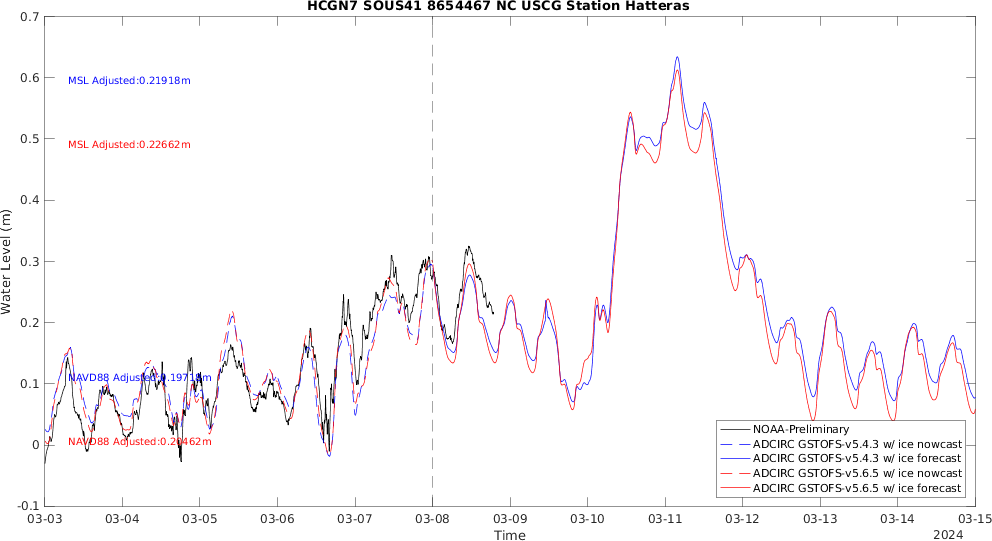 HCGN7 SOUS41 8654467 NC USCG Station Hatteras
0.7
0.6
0.5
0.4
0.3
0.2
0.1
0
-0.1
Water Level (m)
MSL Adjusted:0.21918m
MSL Adjusted:0.22662m
NAVD88 Adjusted:0.19718m
NAVD88 Adjusted:0.20462m
NOAA-Preliminary
ADCIRC GSTOFS-v5.4.3 w/ ice nowcast
ADCIRC GSTOFS-v5.4.3 w/ ice forecast
ADCIRC GSTOFS-v5.6.5 w/ ice nowcast
ADCIRC GSTOFS-v5.6.5 w/ ice forecast
03-03 03-04 03-05 03-06 03-07 03-08 03-09 03-10 03-11 03-12 03-13 03-14 03-15
Time
2024